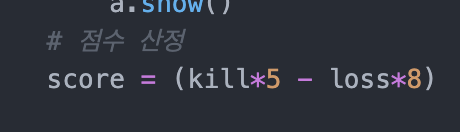 a.show()
# 점수 산정
score = (kill*5 - loss*8)